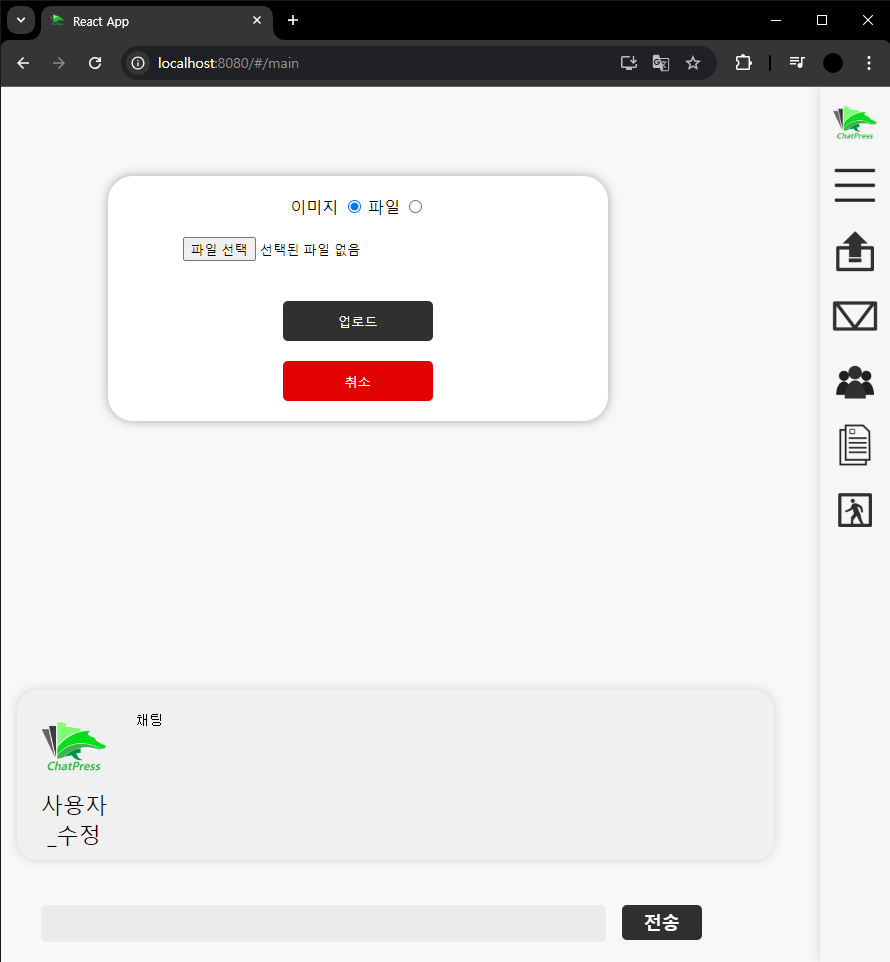 React App
localhost:8080/#/main
ChatPress
이미지 파일
파일 선택 선택된 파일 없음
업로드
취소
채팅
ChatPress
사용자
_수정
전송